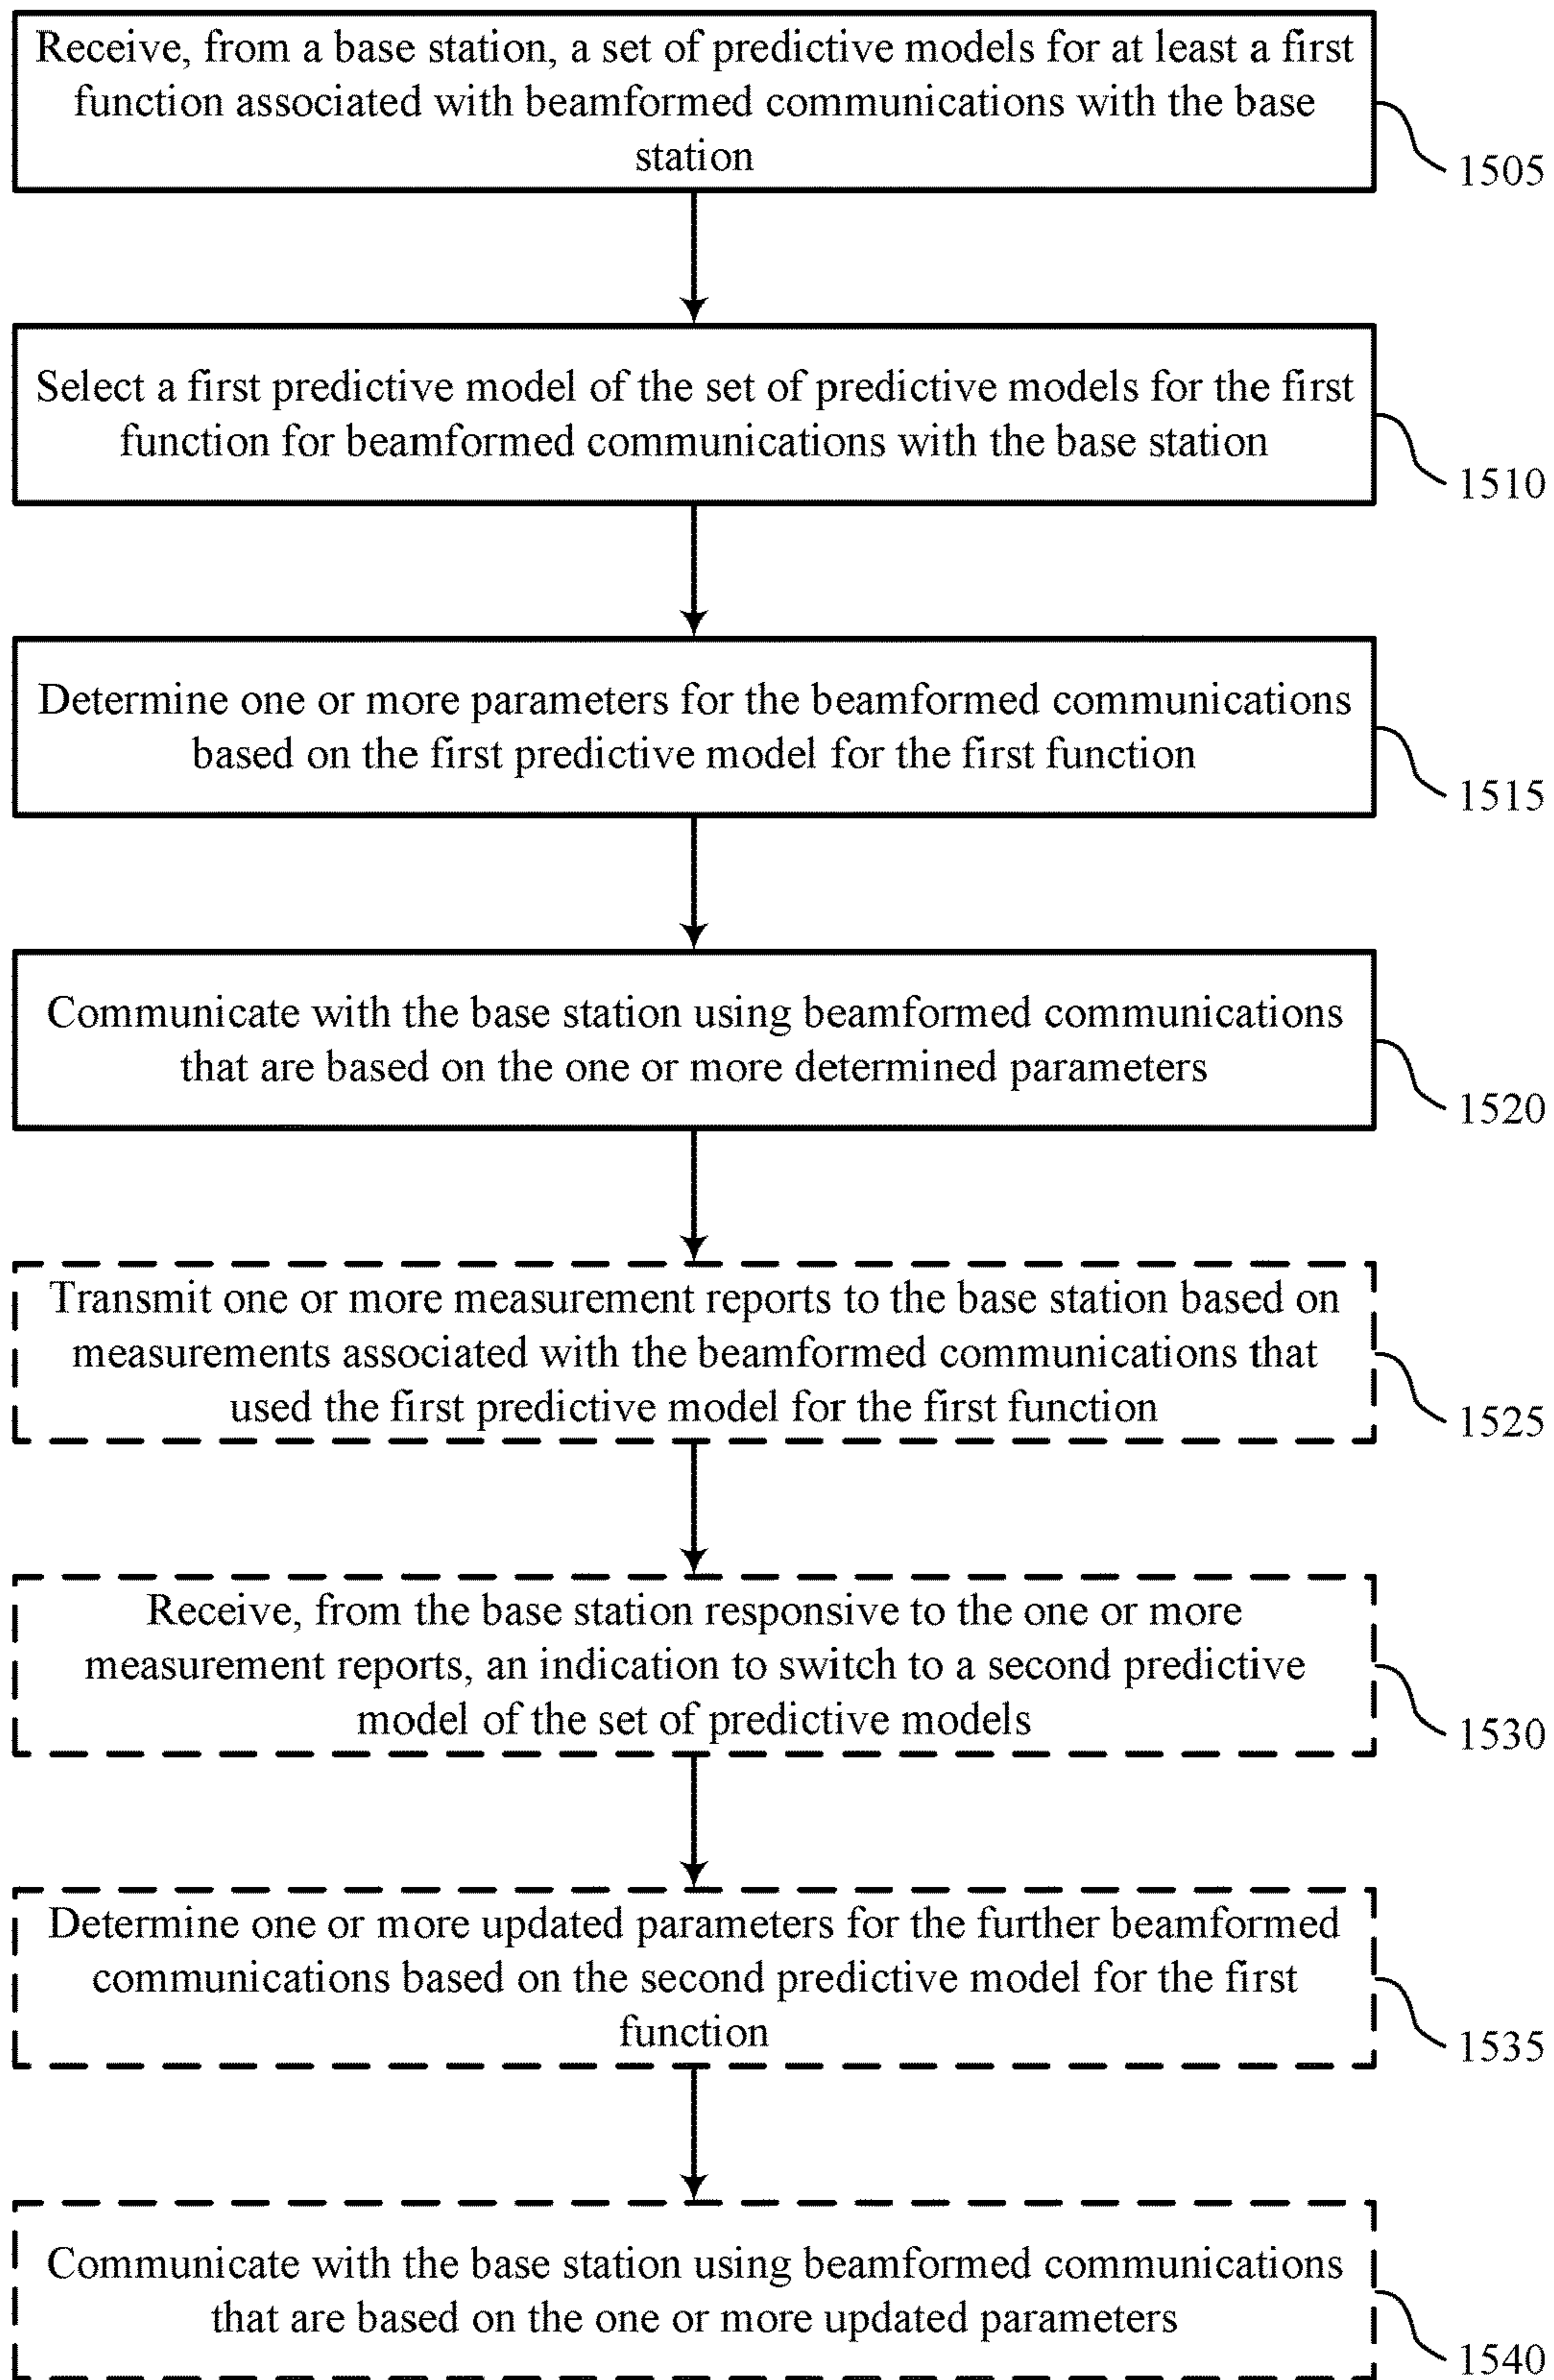 Receive, from a base station, a set of predictive models for at least a first
function associated with beamformed communications with the base
station
1505
Select a first predictive model of the set of predictive models for the first
function for beamformed communications with the base station
1510
Determine one or more parameters for the beamformed communications
based on the first predictive model for the first function
1515
Communicate with the base station using beamformed communications
that are based on the one or more determined parameters
1520
Transmit one or more measurement reports to the base station based on
measurements associated with the beamformed communications that
used the first predictive model for the first function
1525
Receive, from the base station responsive to the one or more
measurement reports, an indication to switch to a second predictive
model of the set of predictive models
1530
Determine one or more updated parameters for the further beamformed
communications based on the second predictive model for the first
function
1535
Communicate with the base station using beamformed communications
that are based on the one or more updated parameters
1540